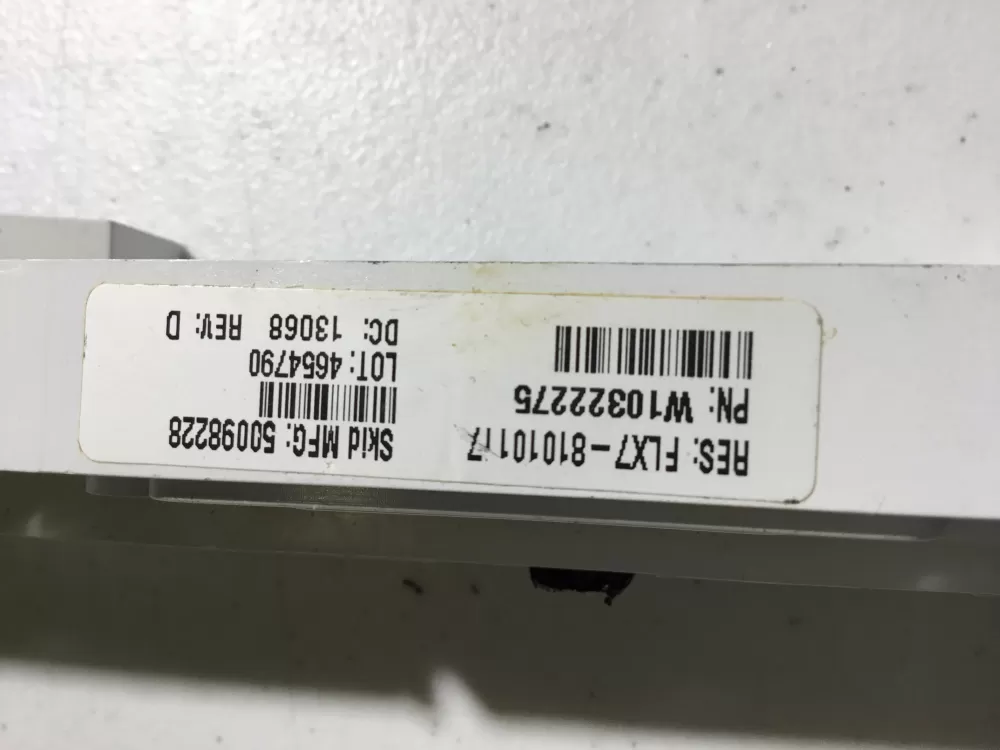 RES: FLX7-81010117
PN: W10322275
Skid MFG: 50098228
LOT: 4654790
DC: 13068 REV: D